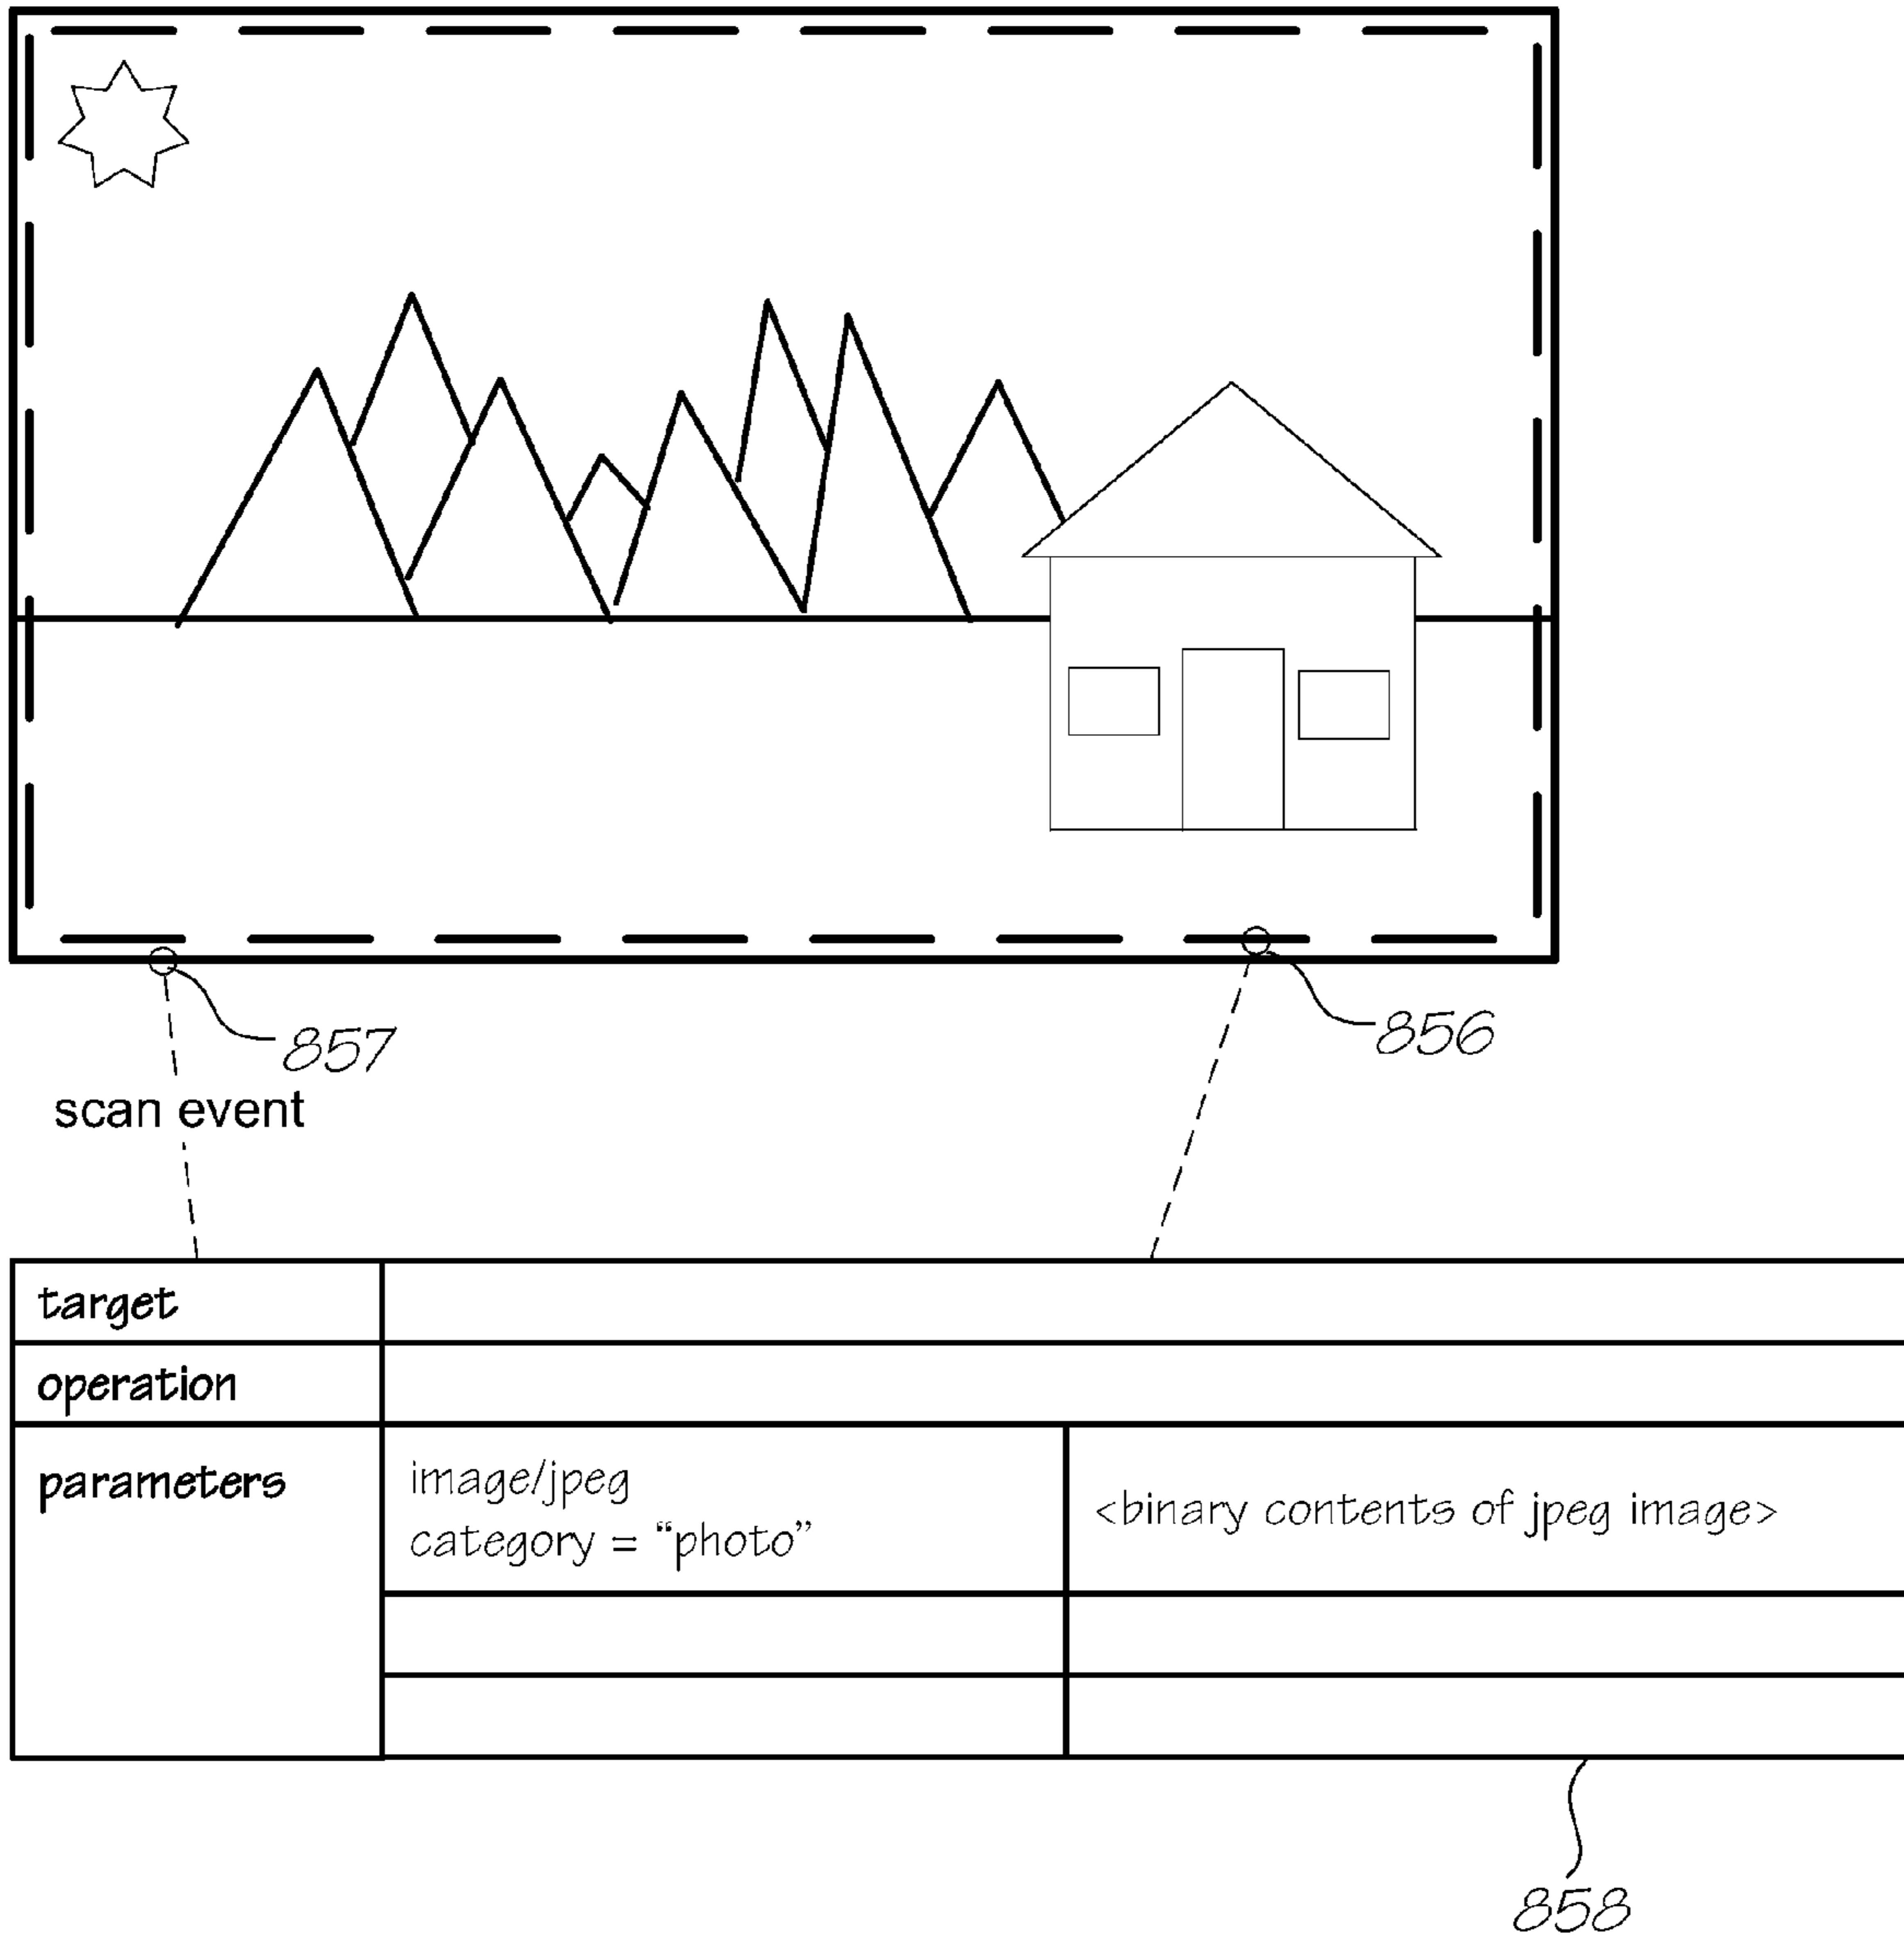 857
856
scan event
target
operation
parameters
image/jpeg
category = “photo”
<binary contents of jpeg image>
858